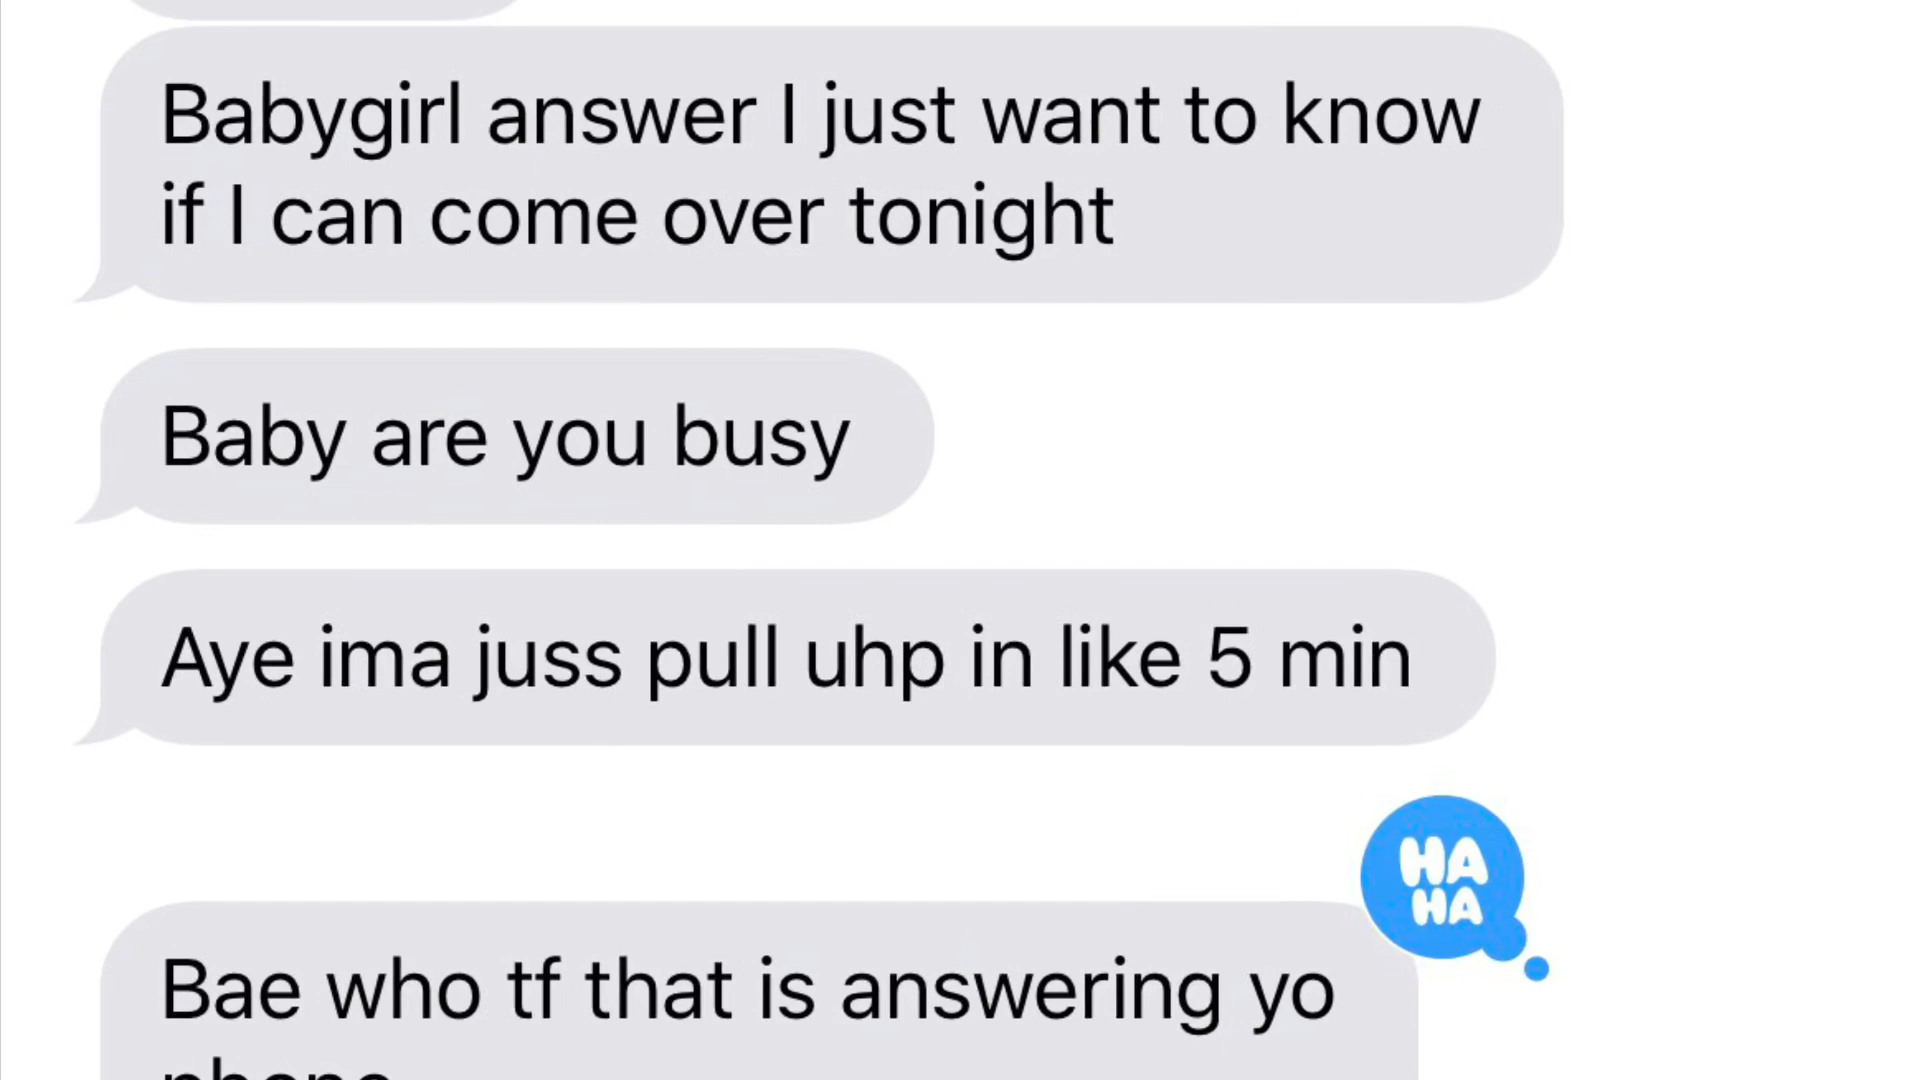 Babygirl answer I just want to know
if I can come over tonight
Baby are you busy
Aye ima juss pull uhp in like 5 min
HA
HA
Bae who tf that is answering yo
phone